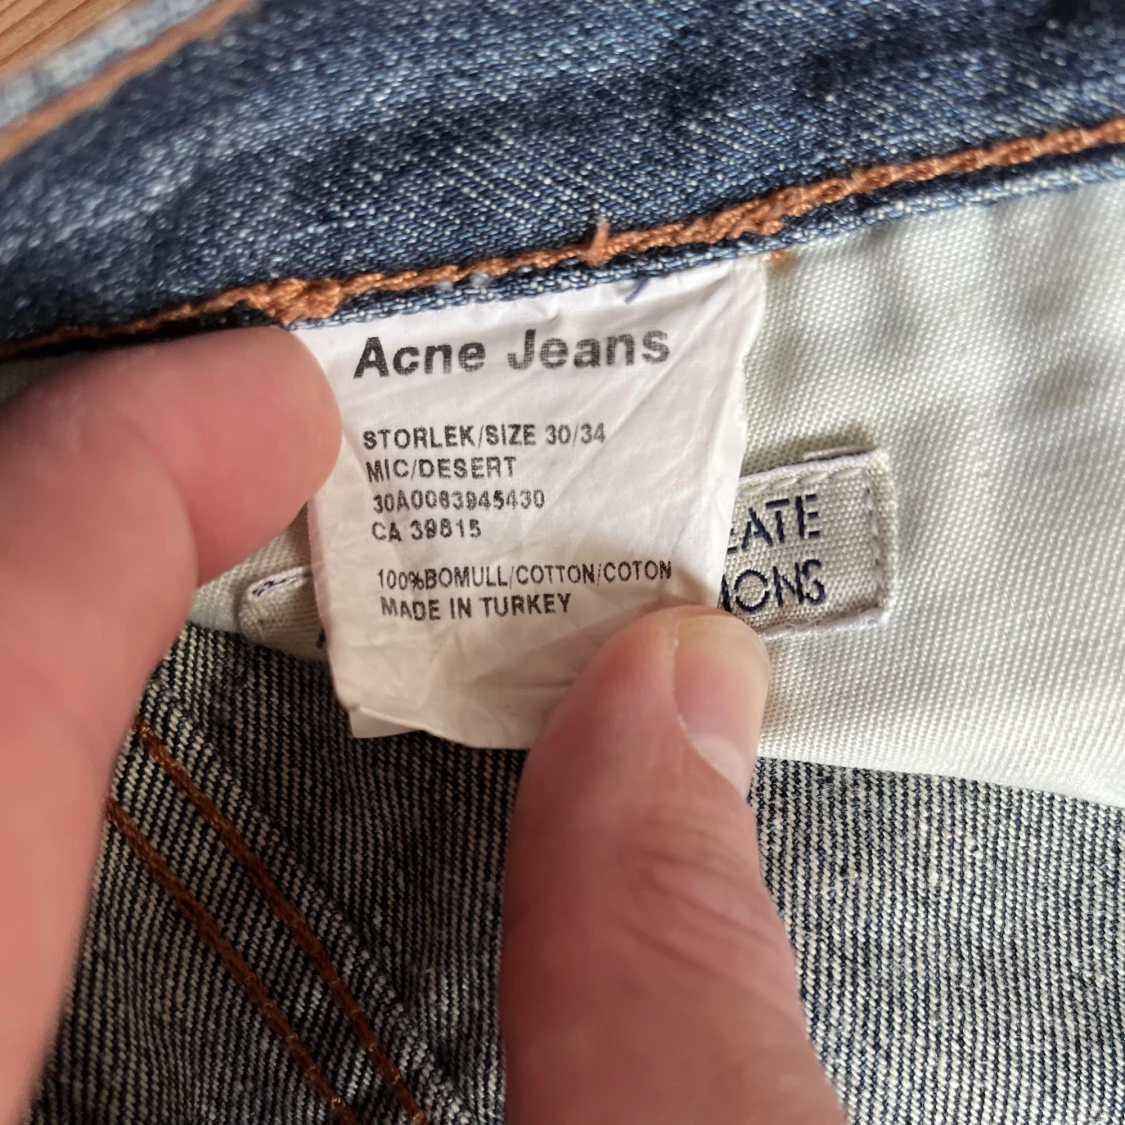 Acne Jeans
STORLEK/SIZE 30/34
MIC/DESERT
30A0083945430
CA 39815
100%BOMULL/COTTON/COTON
MADE IN TURKEY
EATE
IONS